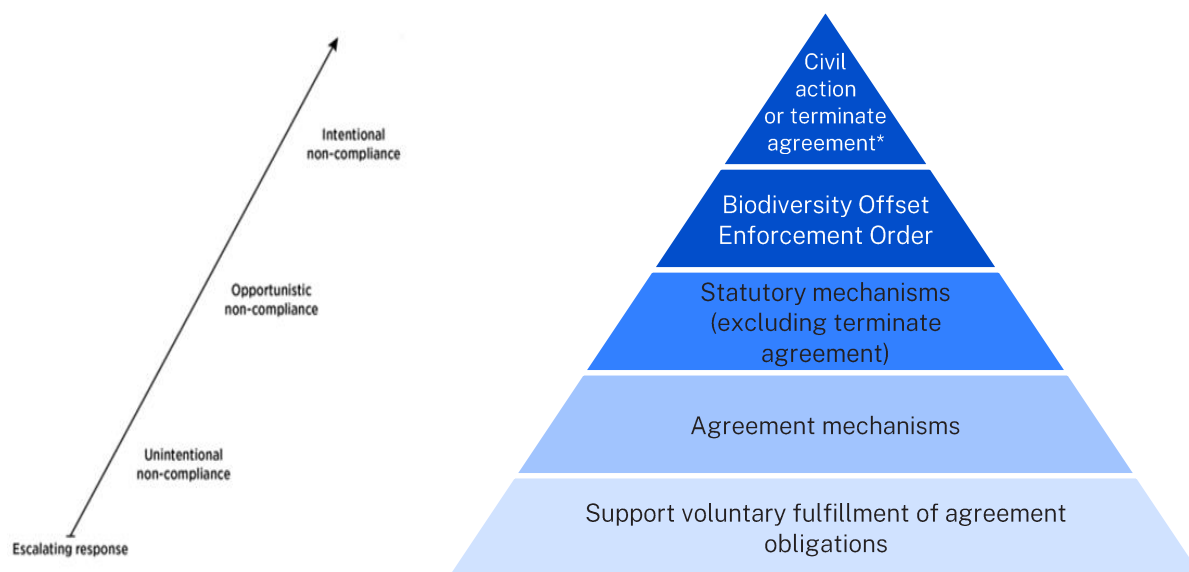 Intentional
non-compliance
Opportunistic
non-compliance
Unintentional
non-compliance
Escalating response
Civil
action
or terminate
agreement*
Biodiversity Offset
Enforcement Order
Statutory mechanisms
(excluding terminate
agreement)
Agreement mechanisms
Support voluntary fulfillment of agreement
obligations